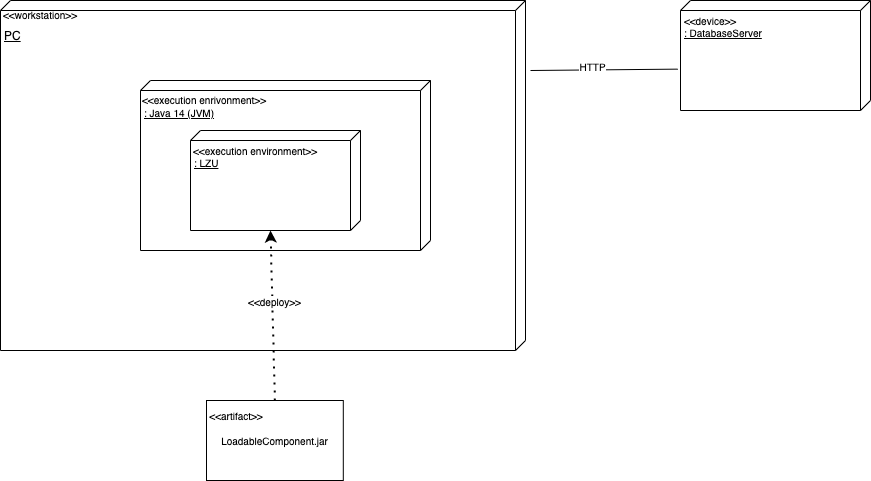 <<workstation>>
PC
<<device>>
: DatabaseServer
HTTP
<<execution enrivonment>>
: Java 14 (JVM)
<<execution environment>>
: LZU
<<deploy>>
<<artifact>>
LoadableComponent.jar